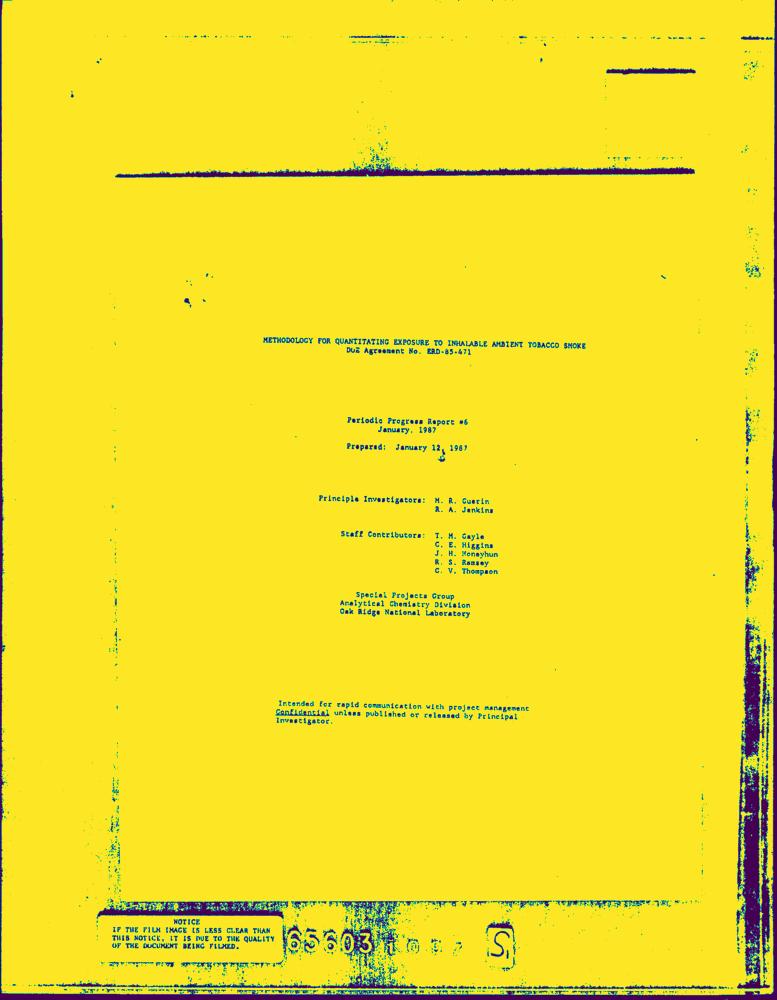 METHODOLOGY FOR QUANTITATING EXPOSURE TO INHALABLE AMBIENT TOBACCO SMOKE
DOE Agreement No. ERD-85-471
Periodic Progress Report #6
January, 1987
Prepared: January 12, 1987
Principle Investigators: M. R. Guerin
R. A. Jenkins
Staff Contributors: T. M. Gayle
C. E. Higgins
J. H. Moneyhun
R. S. Ramsey
C. V. Thompson
Special Projects Group
Analytical Chemistry Division
Oak Ridge National Laboratory
Intended for rapid communication with project management
Confidential unless published or released by Principal
Investigator.
NOTICE
IF THE FILM IMAGE IS LESS CLEAR THAN
THIS NOTICE, IT IS DUE TO THE QUALITY
OF THE DOCUMENT BEING FILMED.
65603
S